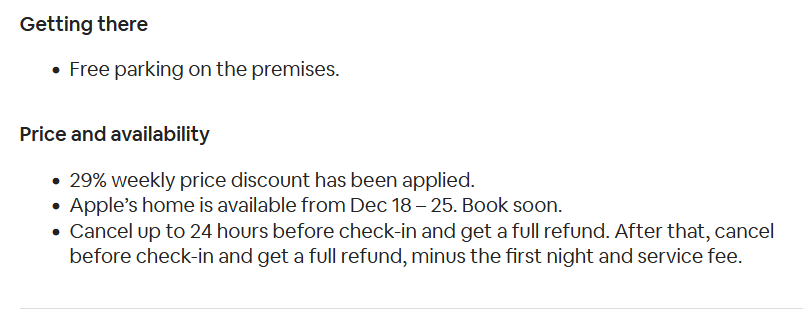 Getting there
• Free parking on the premises.
Price and availability
• 29% weekly price discount has been applied.
• Apple’s home is available from Dec 18 – 25. Book soon.
• Cancel up to 24 hours before check-in and get a full refund. After that, cancel
before check-in and get a full refund, minus the first night and service fee.